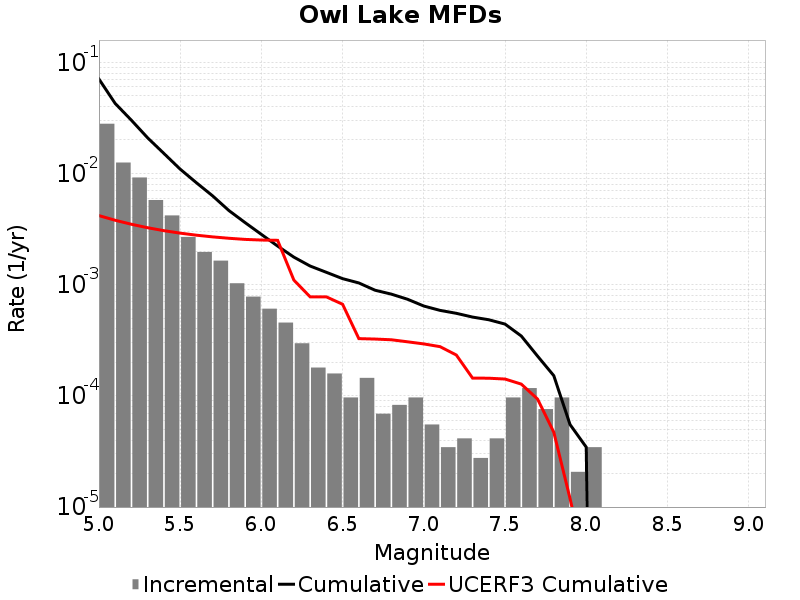 Owl Lake MFDs
Rate (1/yr)
10-1
10-2
10-3
10-4
10-5
5.0 5.5 6.0 6.5 7.0 7.5 8.0 8.5 9.0
Magnitude
Incremental Cumulative UCERF3 Cumulative